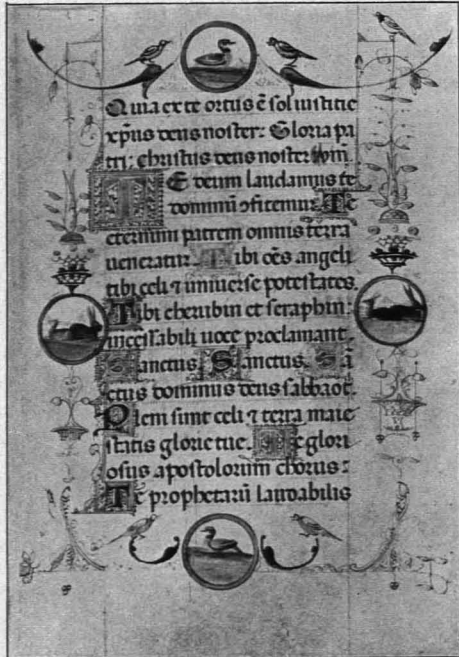 Quia ex te ortus ē sol iustitie
xp̄us deus noster: Gloria pa
tri: christus deus noster
TE deum laudamus te
dominū ꝯfitemur. Te
eternum patrem omnis terra
ueneratur. Tibi oēs angeli
tibi celi ⁊ uniuerse potestates.
Tibi cherubin et seraphin:
incessabili uoce proclamant.
Sanctus. Sanctus. Sā
ctus dominus deus sabbaot.
Pleni sunt celi ⁊ terra maie
statis glorie tue. Te glori
osus apostolorum chorus:
Te prophetarū laudabilis